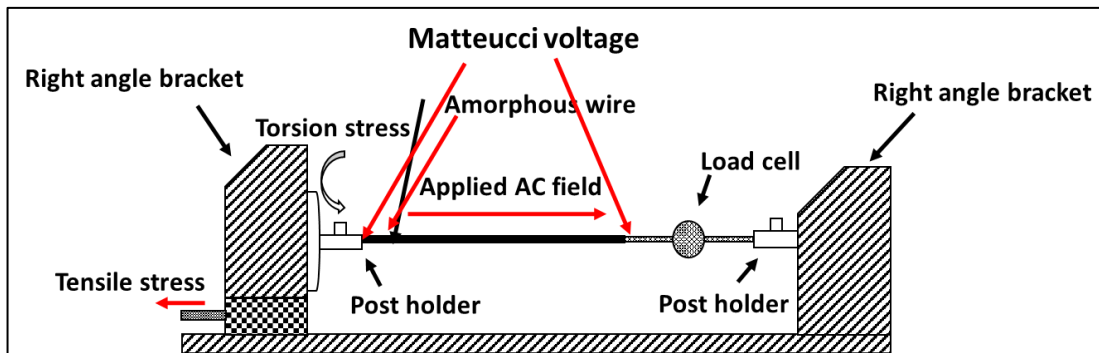 Matteucci voltage
Right angle bracket
Right angle bracket
Amorphous wire
Torsion stress
Load cell
Applied AC field
Tensile stress
Post holder
Post holder